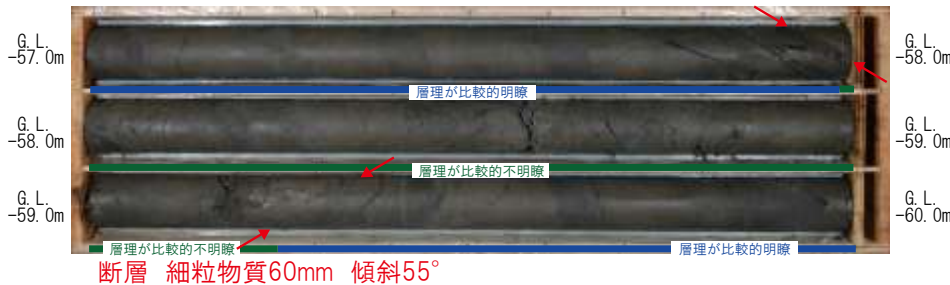 G.L.
-57.0m
G.L.
-58.0m
層理が比較的明瞭
G.L.
-58.0m
G.L.
-59.0m
層理が比較的不明瞭
G.L.
-59.0m
G.L.
-60.0m
層理が比較的不明瞭
層理が比較的明瞭
断層 細粒物質60mm 傾斜55°